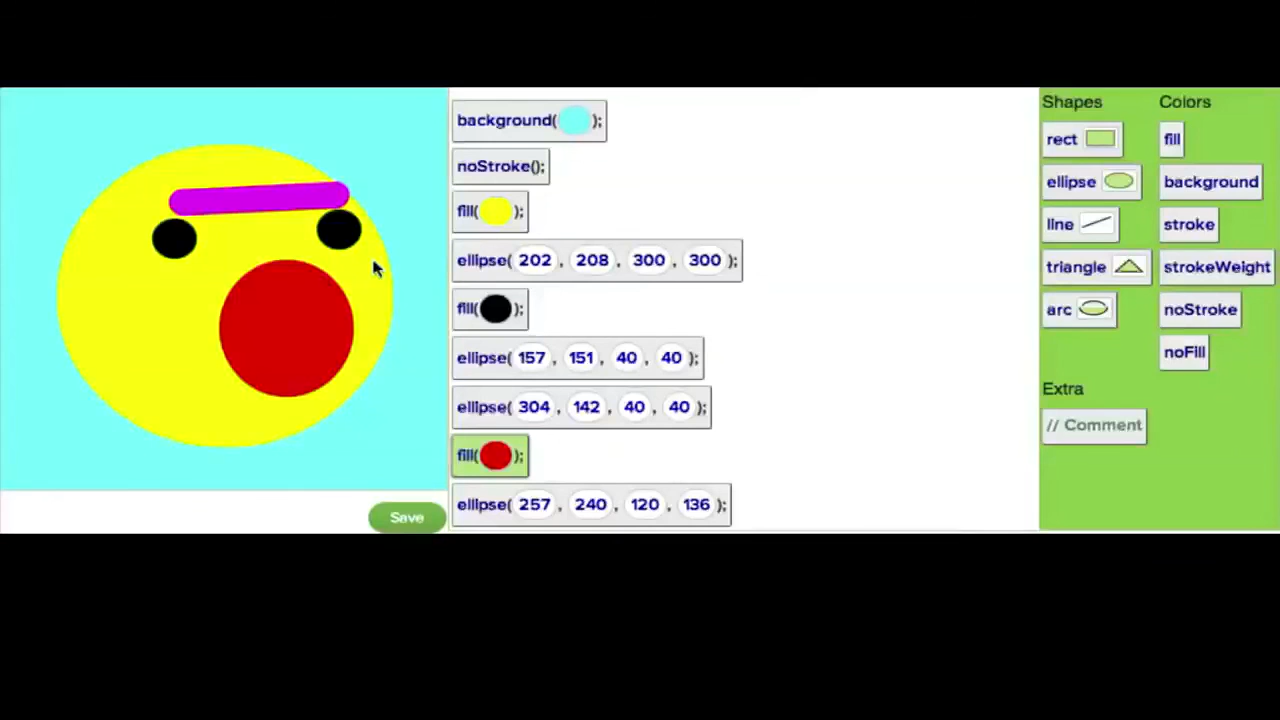 background( );
noStroke();
fill( );
ellipse( 202 , 208 , 300 , 300 );
fill( );
ellipse( 157 , 151 , 40 , 40 );
ellipse( 304 , 142 , 40 , 40 );
fill( );
ellipse( 257 , 240 , 120 , 136 );
Save
Shapes
rect
ellipse
line
triangle
arc
Colors
fill
background
stroke
strokeWeight
noStroke
noFill
Extra
// Comment